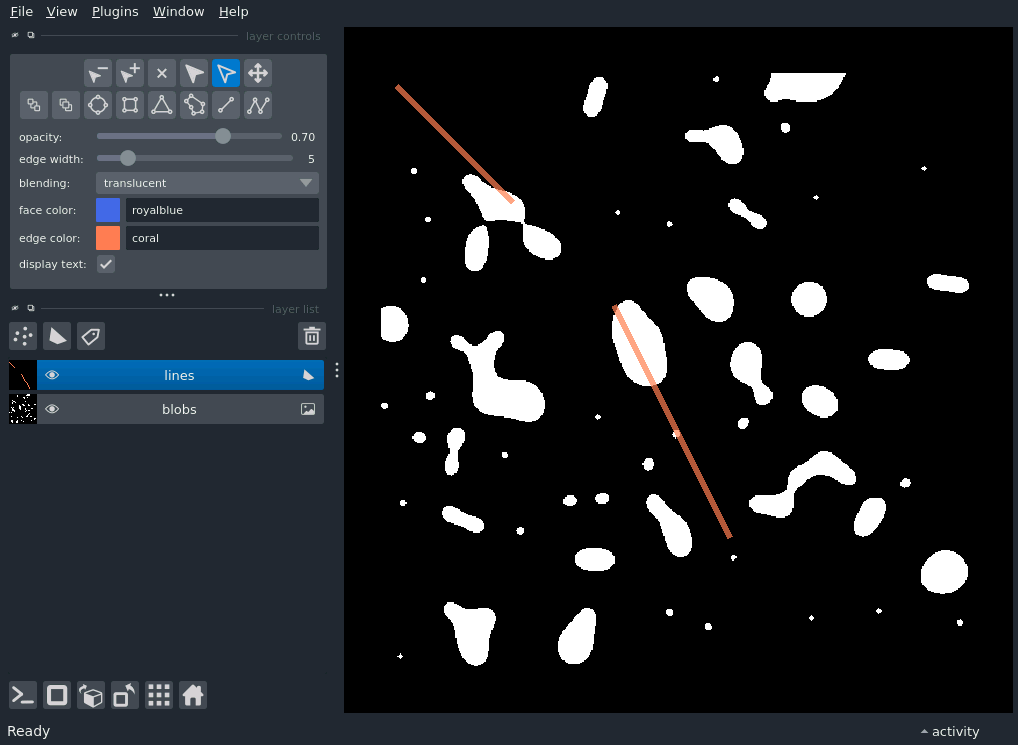 File View Plugins Window Help
layer controls
opacity: 0.70
edge width: 5
blending: translucent
face color: royalblue
edge color: coral
display text:
layer list
lines
blobs
Ready activity